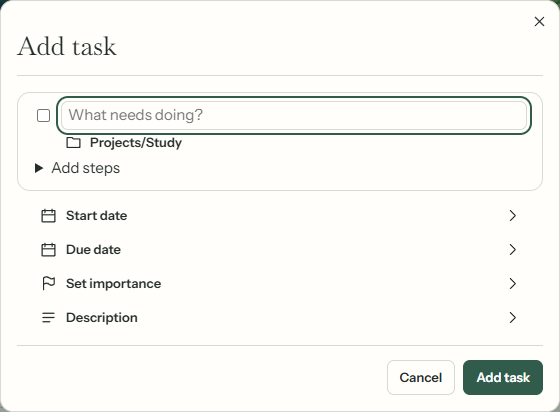 Add task
What needs doing?
Projects/Study
Add steps
Start date
Due date
Set importance
Description
Cancel
Add task